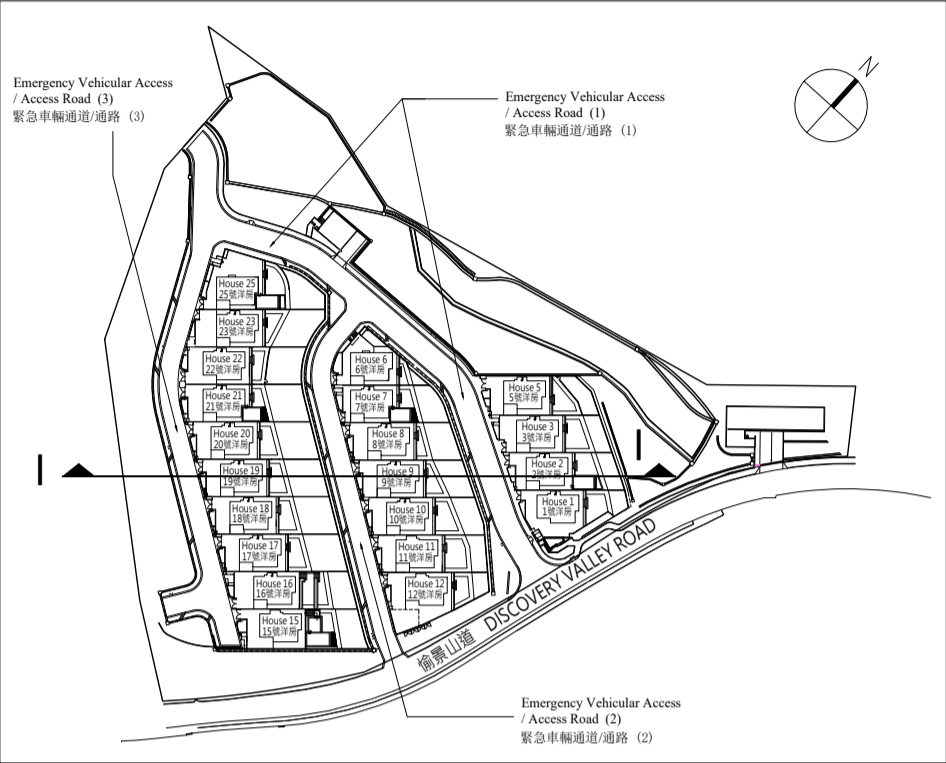 Emergency Vehicular Access
/ Access Road (3)
緊急車輛通道/通路 (3)
Emergency Vehicular Access
/ Access Road (1)
緊急車輛通道/通路 (1)
N
House 25
25號洋房
House 23
23號洋房
House 22
22號洋房
House 21
21號洋房
House 20
20號洋房
House 19
19號洋房
House 18
18號洋房
House 17
17號洋房
House 16
16號洋房
House 15
15號洋房
House 6
6號洋房
House 7
7號洋房
House 8
8號洋房
House 9
9號洋房
House 10
10號洋房
House 11
11號洋房
House 12
12號洋房
House 5
5號洋房
House 3
3號洋房
House 2
2號洋房
House 1
1號洋房
I
I
愉景山道 DISCOVERY VALLEY ROAD
Emergency Vehicular Access
/ Access Road (2)
緊急車輛通道/通路 (2)